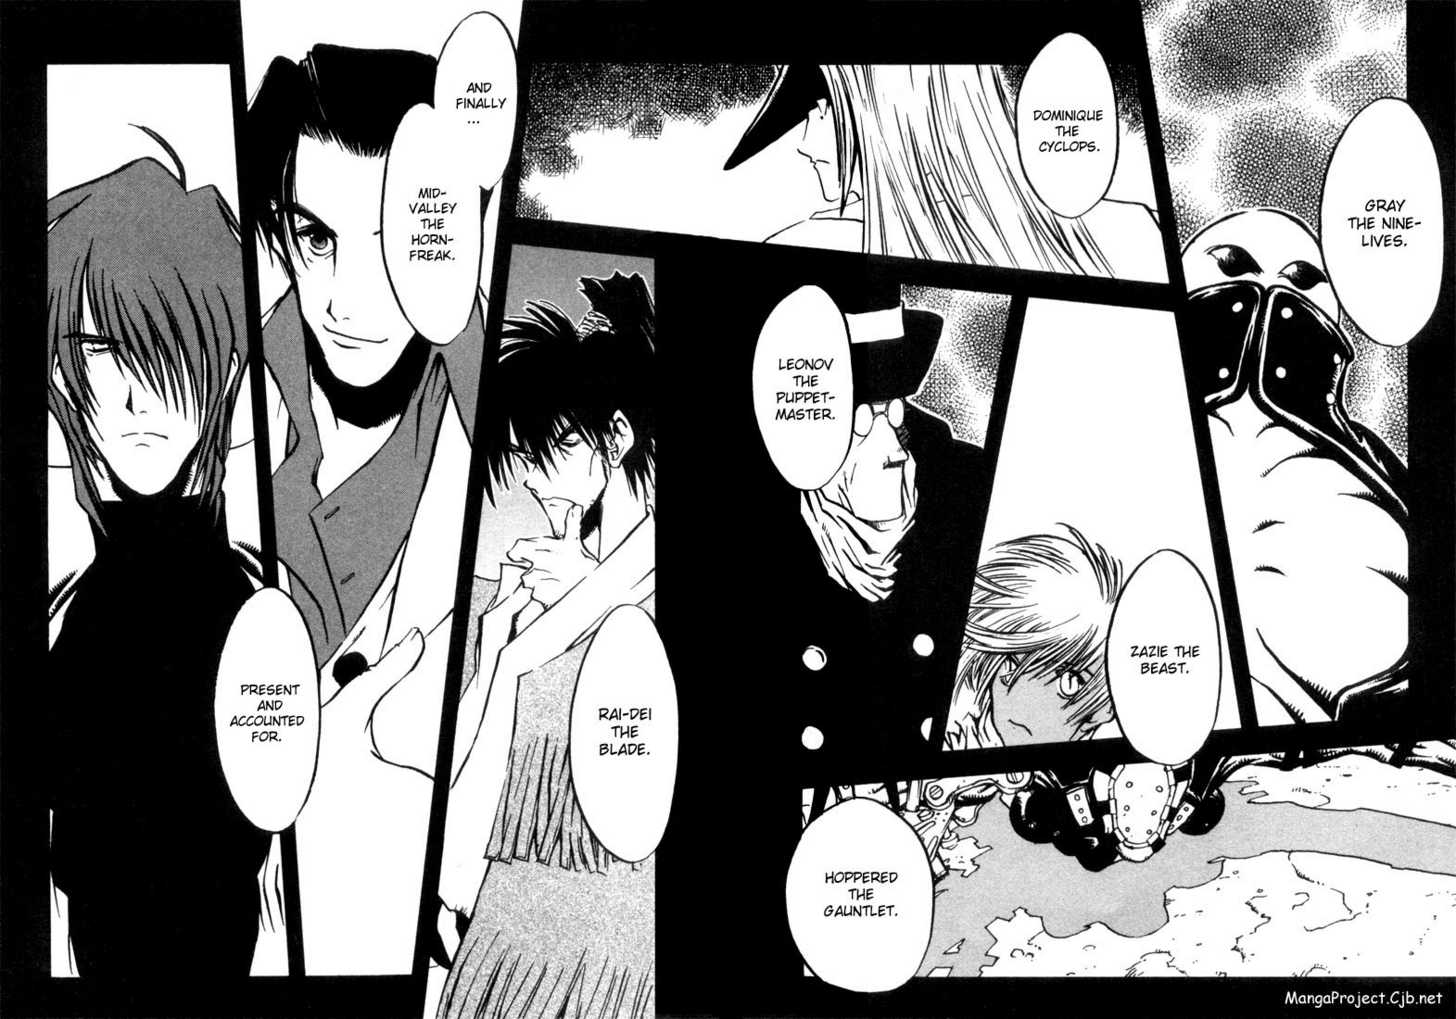 GRAY
THE NINE-
LIVES.
DOMINIQUE
THE
CYCLOPS.
LEONOV
THE
PUPPET-
MASTER.
ZAZIE THE
BEAST.
HOPPERED
THE
GAUNTLET.
RAI-DEI
THE
BLADE.
AND
FINALLY
...
MID-
VALLEY
THE
HORN-
FREAK.
PRESENT
AND
ACCOUNTED
FOR.
MangaProject.Cjb.net